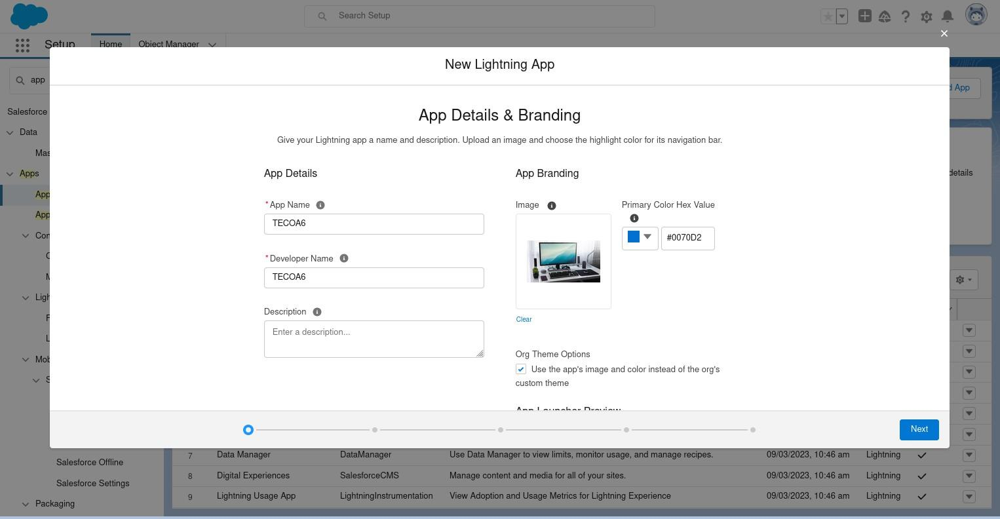 Search Setup
Setup
Home
Object Manager
app
New Lightning App
d App
App Details & Branding
Salesforce
Data
Give your Lightning app a name and description. Upload an image and choose the highlight color for its navigation bar.
Mas
Apps
App Details
App Branding
details
App
App
* App Name
Image
Primary Color Hex Value
TECOA6
#0070D2
Con
C
* Developer Name
M
TECOA6
Ligh
Description
F
Clear
Enter a description...
L
Org Theme Options
Mob
Use the app's image and color instead of the org's
custom theme
S
App Launcher Preview
Next
7 Data Manager DataManager Use Data Manager to view limits, monitor usage, and manage recipes. 09/03/2023, 10:46 am Lightning
Salesforce Offline
8 Digital Experiences SalesforceCMS Manage content and media for all of your sites. 09/03/2023, 10:46 am Lightning
Salesforce Settings
9 Lightning Usage App LightningInstrumentation View Adoption and Usage Metrics for Lightning Experience 09/03/2023, 10:46 am Lightning
Packaging